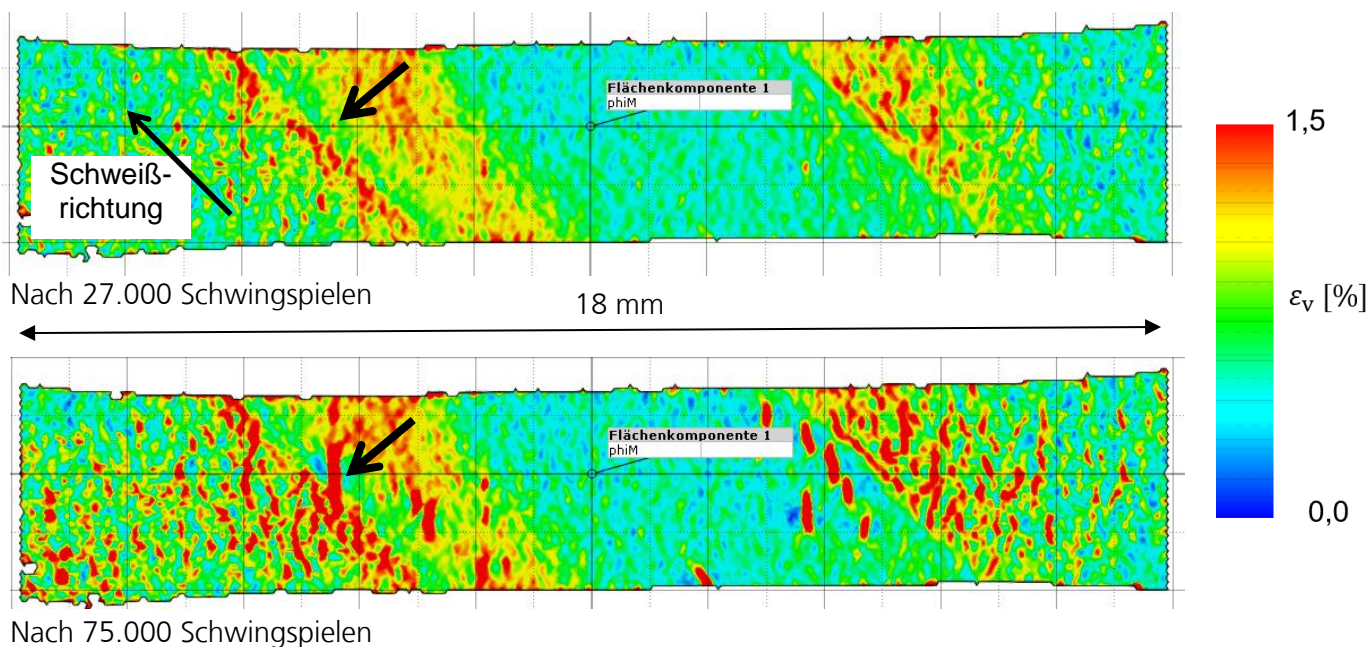 Flächenkomponente 1
phiM
Schweiß-
richtung
Nach 27.000 Schwingspielen
18 mm
1,5
εv [%]
0,0
Flächenkomponente 1
phiM
Nach 75.000 Schwingspielen